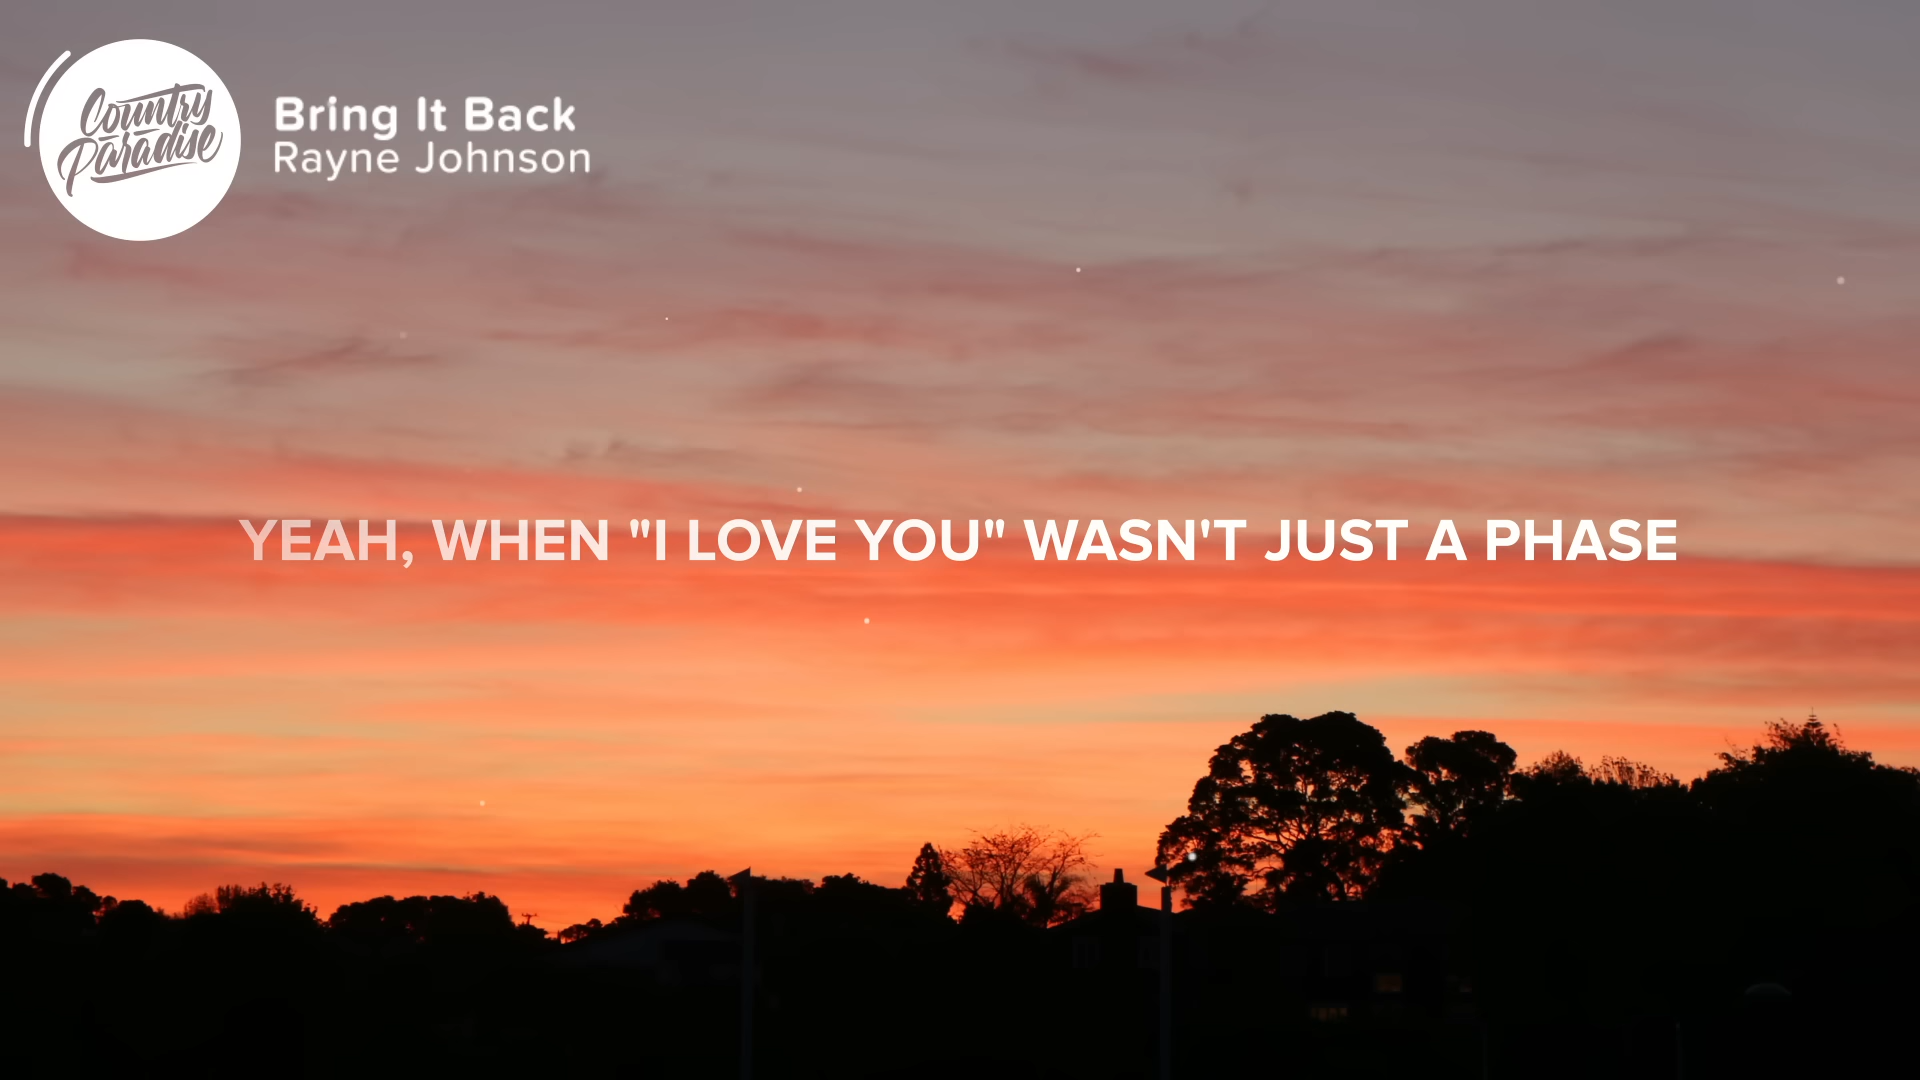 Country
Paradise
Bring It Back
Rayne Johnson
YEAH, WHEN "I LOVE YOU" WASN'T JUST A PHASE